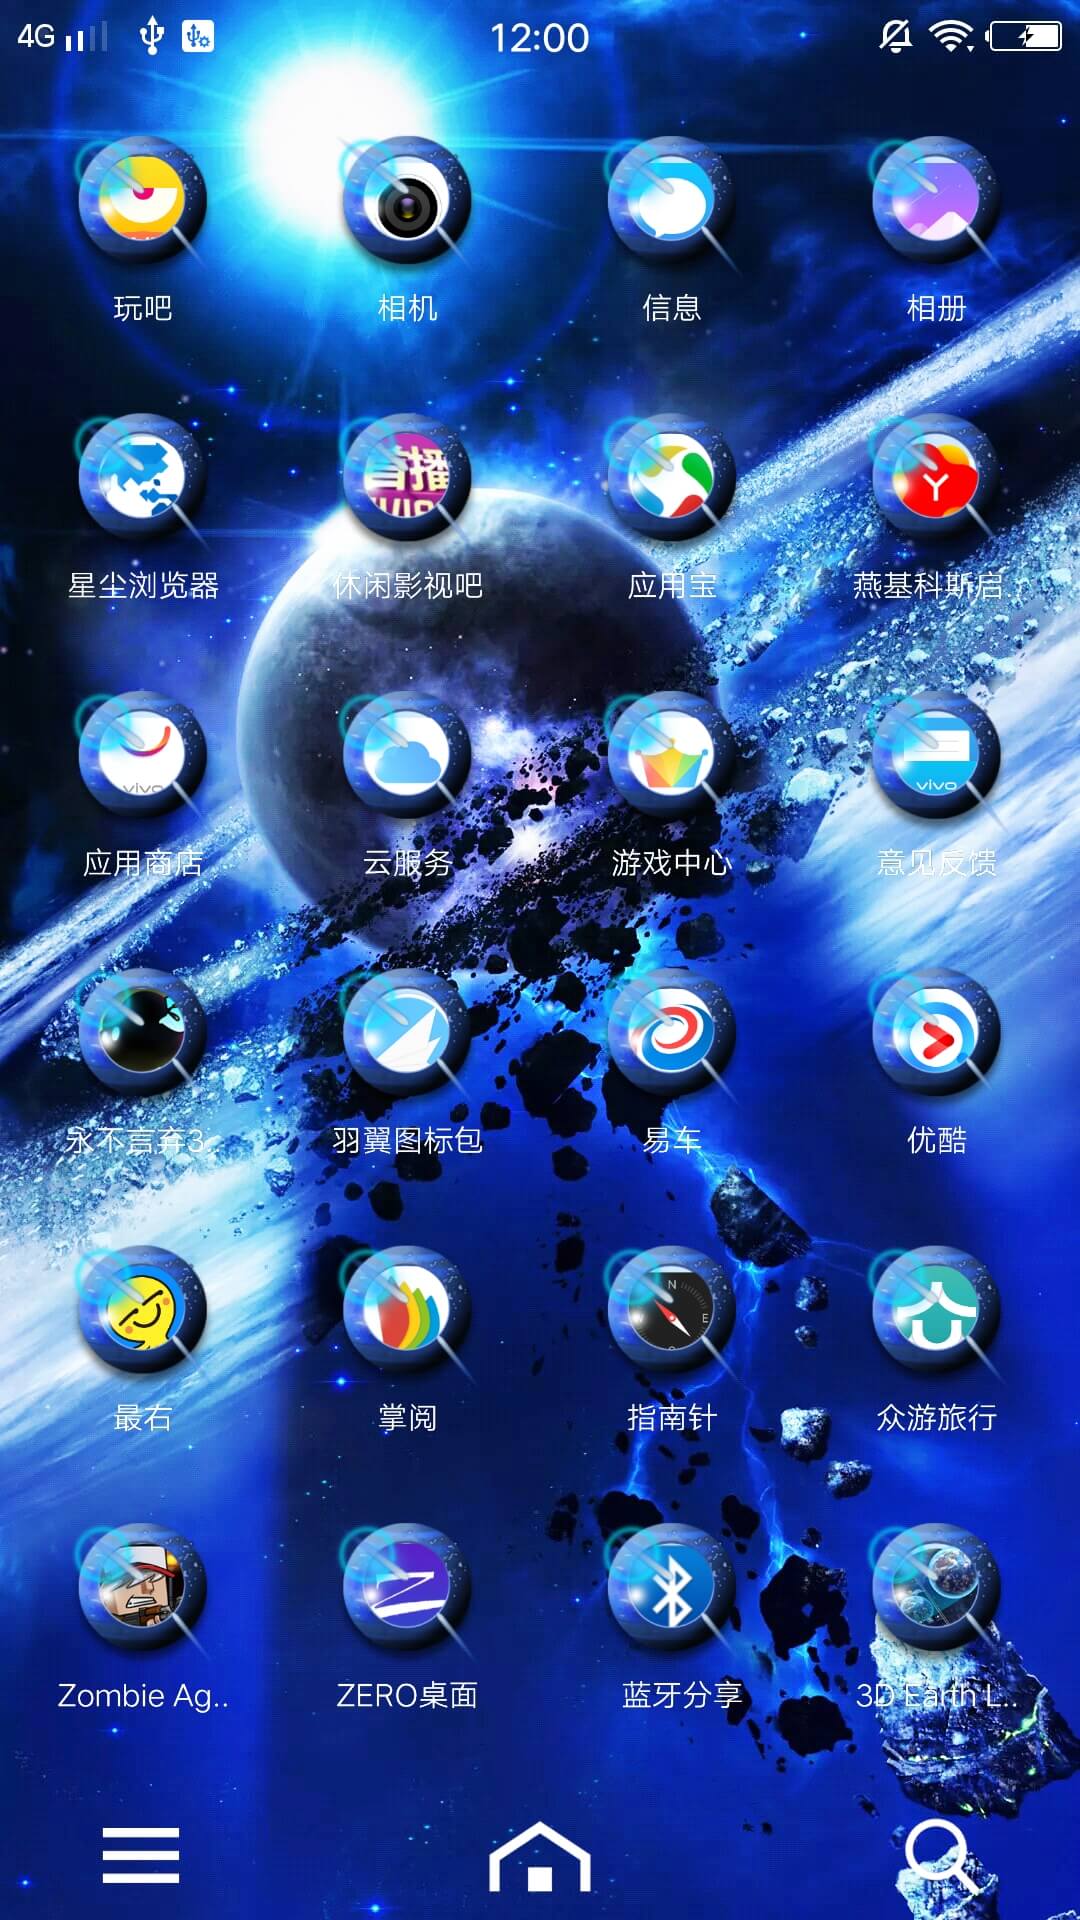 4G 12:00
玩吧 相机 信息 相册
首播
Y
星尘浏览器 休闲影视吧 应用宝 燕基科斯启..
vivo
vivo
应用商店 云服务 游戏中心 意见反馈
永不言弃3.. 羽翼图标包 易车 优酷
N
E
最右 掌阅 指南针 众游旅行
Zombie Ag.. ZERO桌面 蓝牙分享 3D Earth L..